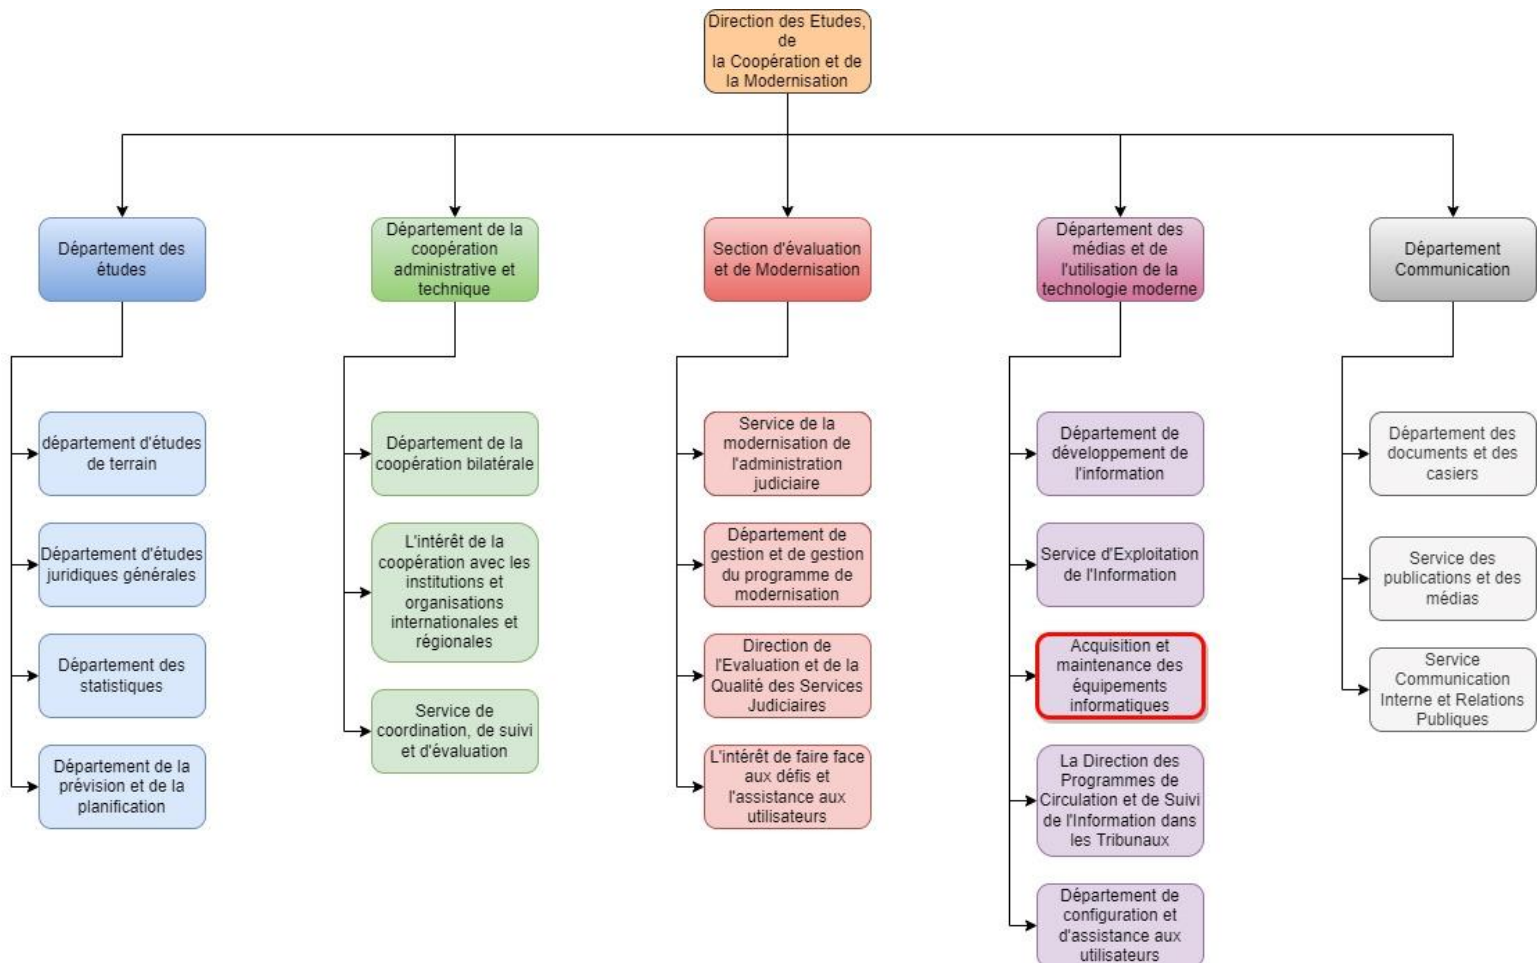 Direction des Etudes,
de
la Coopération et de
la Modernisation
Département des
études
Département de la
coopération
administrative et
technique
Section d'évaluation
et de Modernisation
Département des
médias et de
l'utilisation de la
technologie moderne
Département
Communication
département d'études
de terrain
Département d'études
juridiques générales
Département des
statistiques
Département de la
prévision et de la
planification
Département de la
coopération bilatérale
L'intérêt de la
coopération avec les
institutions et
organisations
internationales et
régionales
Service de
coordination, de suivi
et d'évaluation
Service de la
modernisation de
l'administration
judiciaire
Département de
gestion et de gestion
du programme de
modernisation
Direction de
l'Evaluation et de la
Qualité des Services
Judiciaires
L'intérêt de faire face
aux défis et
l'assistance aux
utilisateurs
Département de
développement de
l'information
Service d'Exploitation
de l'Information
Acquisition et
maintenance des
équipements
informatiques
La Direction des
Programmes de
Circulation et de Suivi
de l'Information dans
les Tribunaux
Département de
configuration et
d'assistance aux
utilisateurs
Département des
documents et des
casiers
Service des
publications et des
médias
Service
Communication
Interne et Relations
Publiques